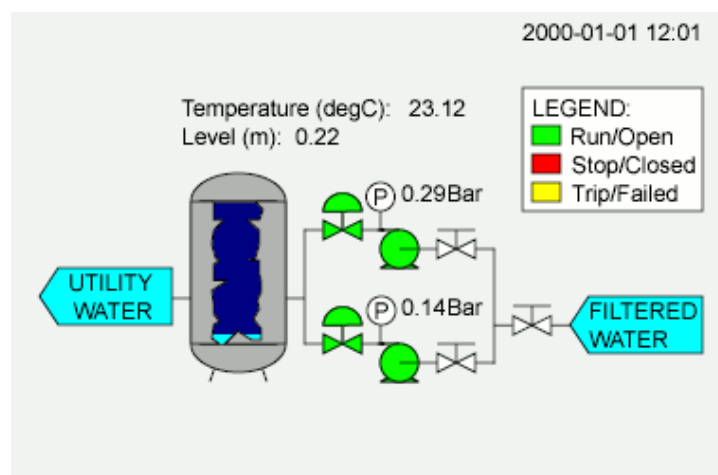 2000-01-01 12:01
Temperature (degC): 23.12
Level (m): 0.22
LEGEND:
Run/Open
Stop/Closed
Trip/Failed
P 0.29Bar
UTILITY
WATER
P 0.14Bar
FILTERED
WATER